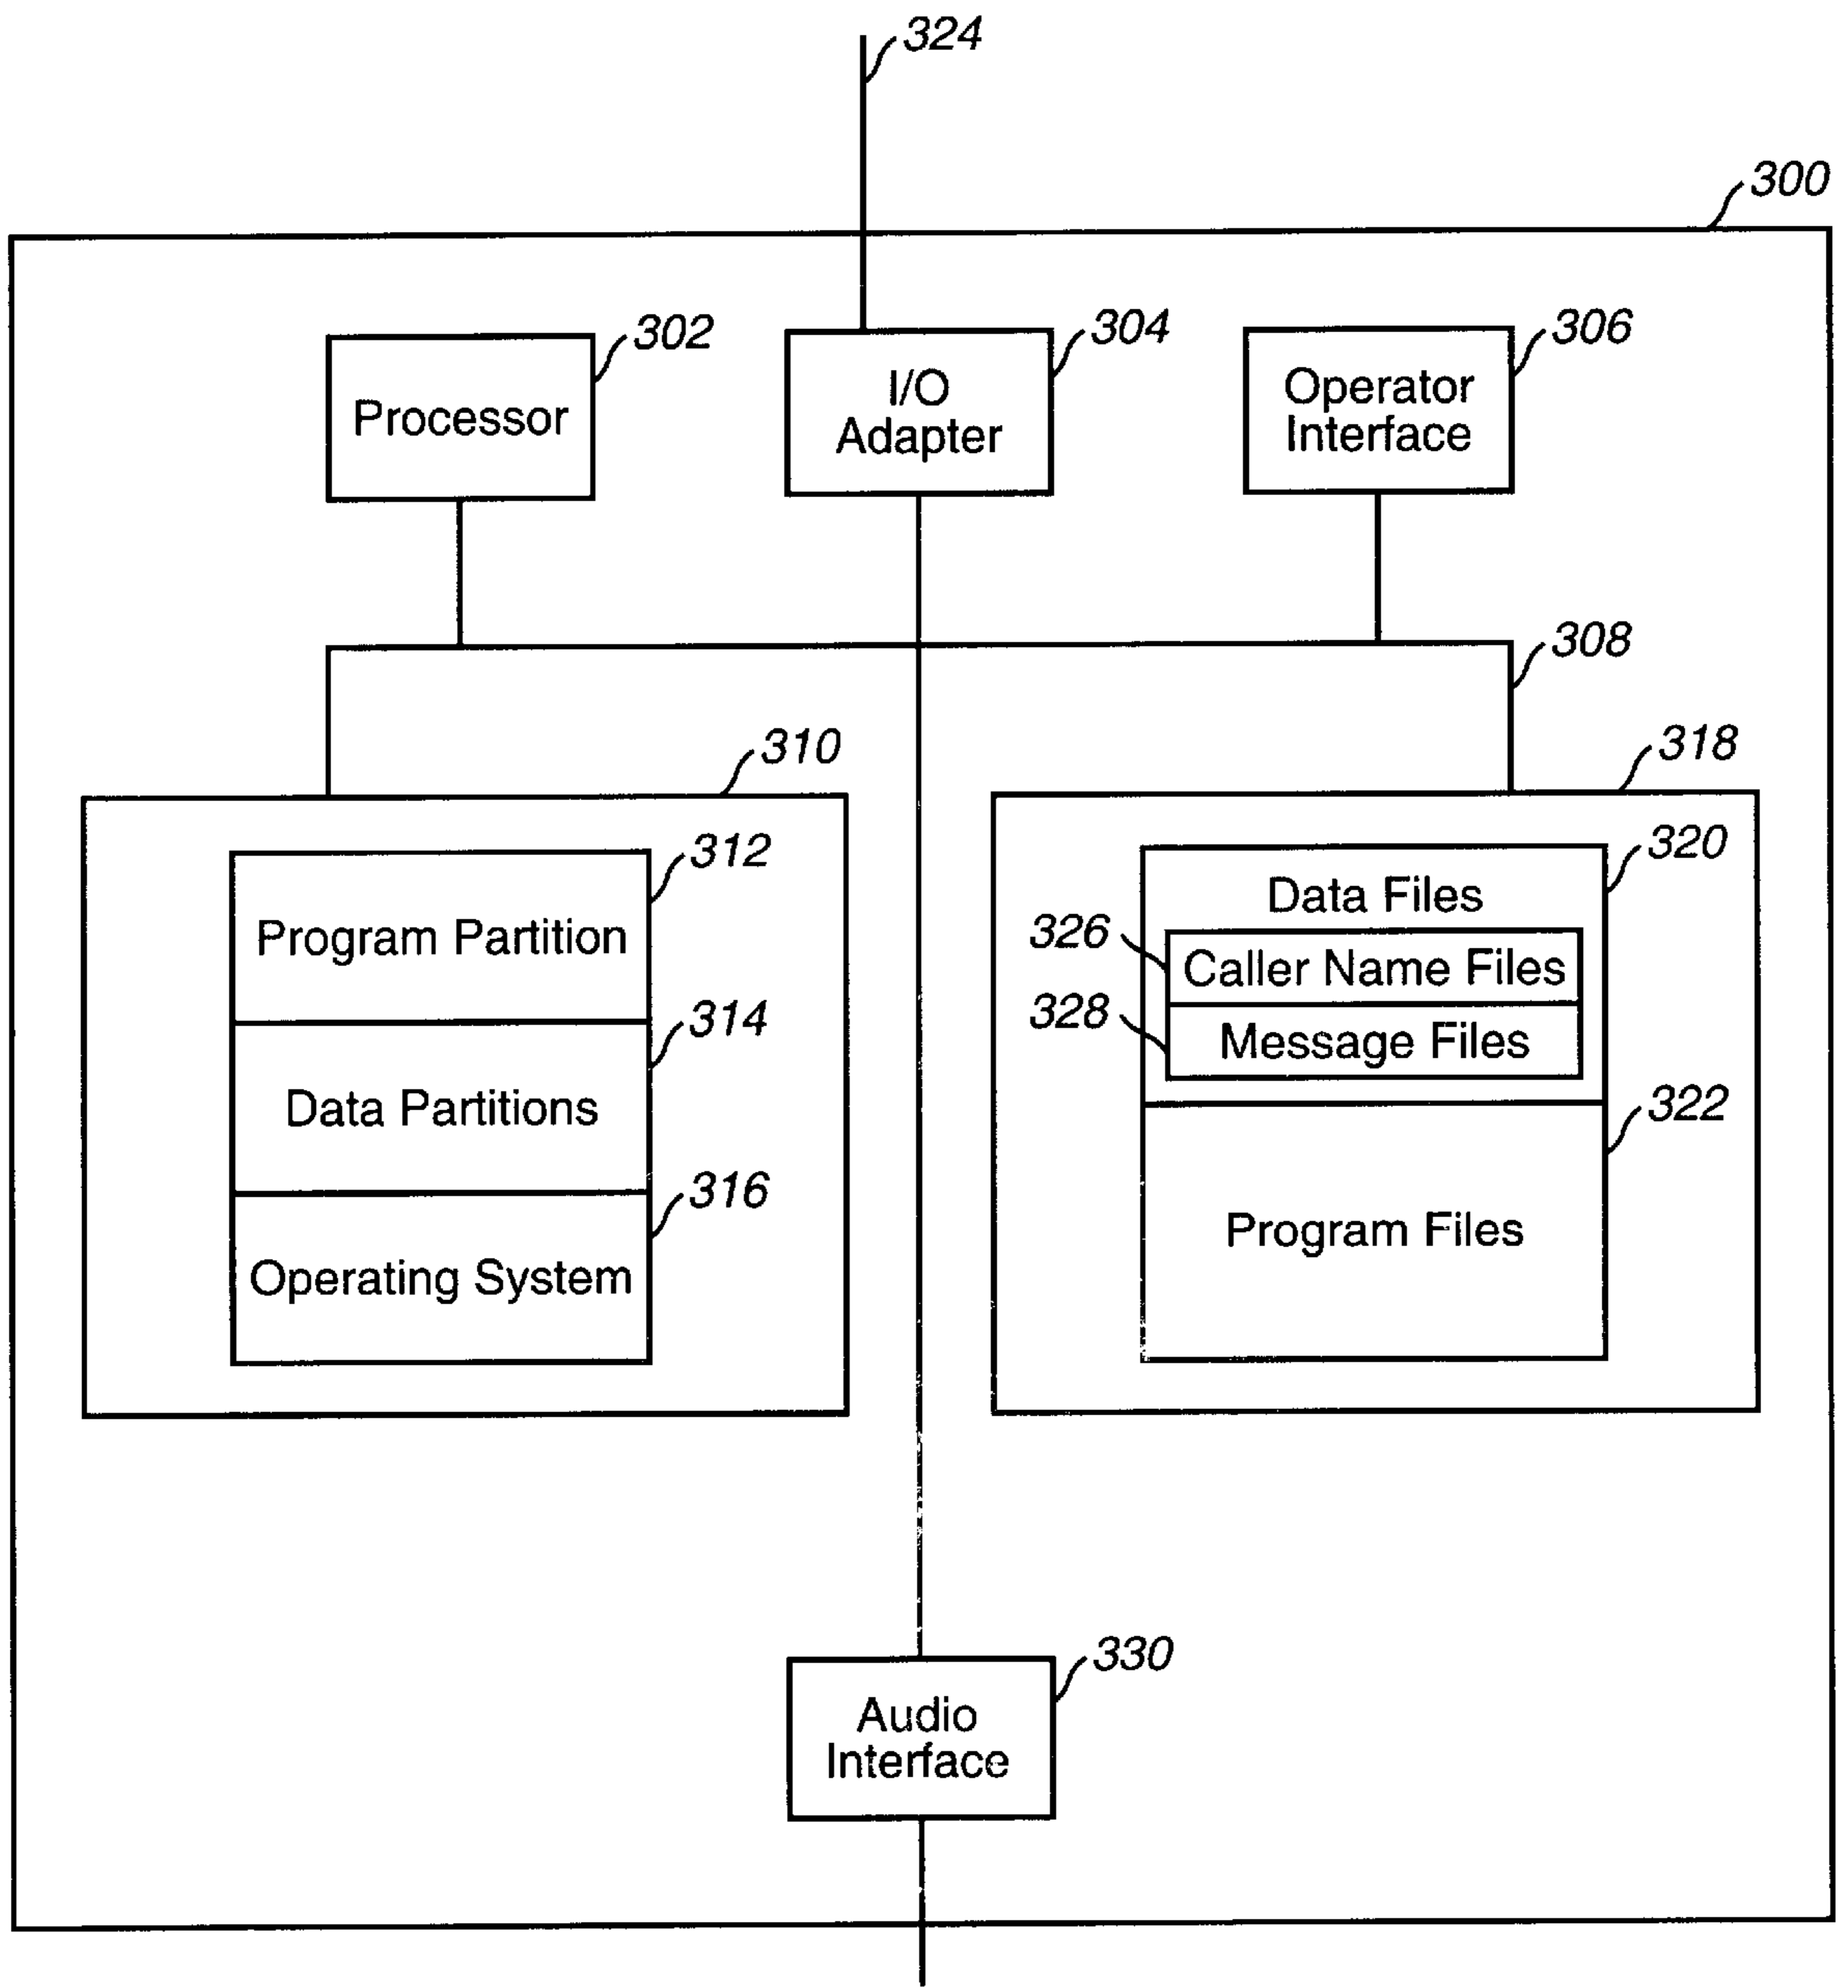 324
300
302
304
306
Processor
I/O
Adapter
Operator
Interface
308
310
318
312
Program Partition
314
Data Partitions
316
Operating System
320
Data Files
326
Caller Name Files
328
Message Files
322
Program Files
330
Audio
Interface